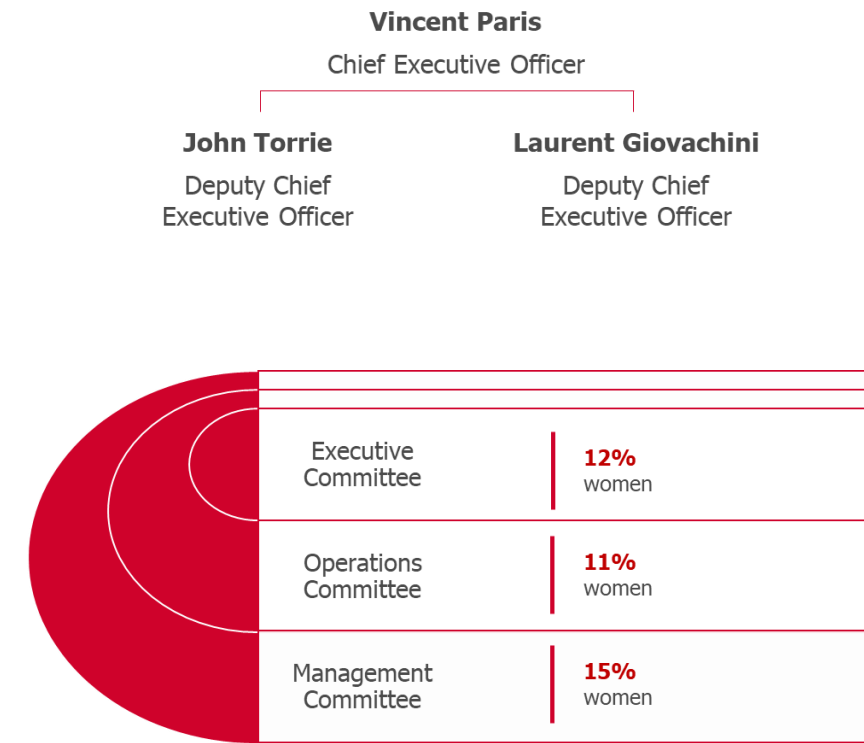 Vincent Paris
Chief Executive Officer
John Torrie
Deputy Chief
Executive Officer
Laurent Giovachini
Deputy Chief
Executive Officer
Executive
Committee
12%
women
Operations
Committee
11%
women
Management
Committee
15%
women